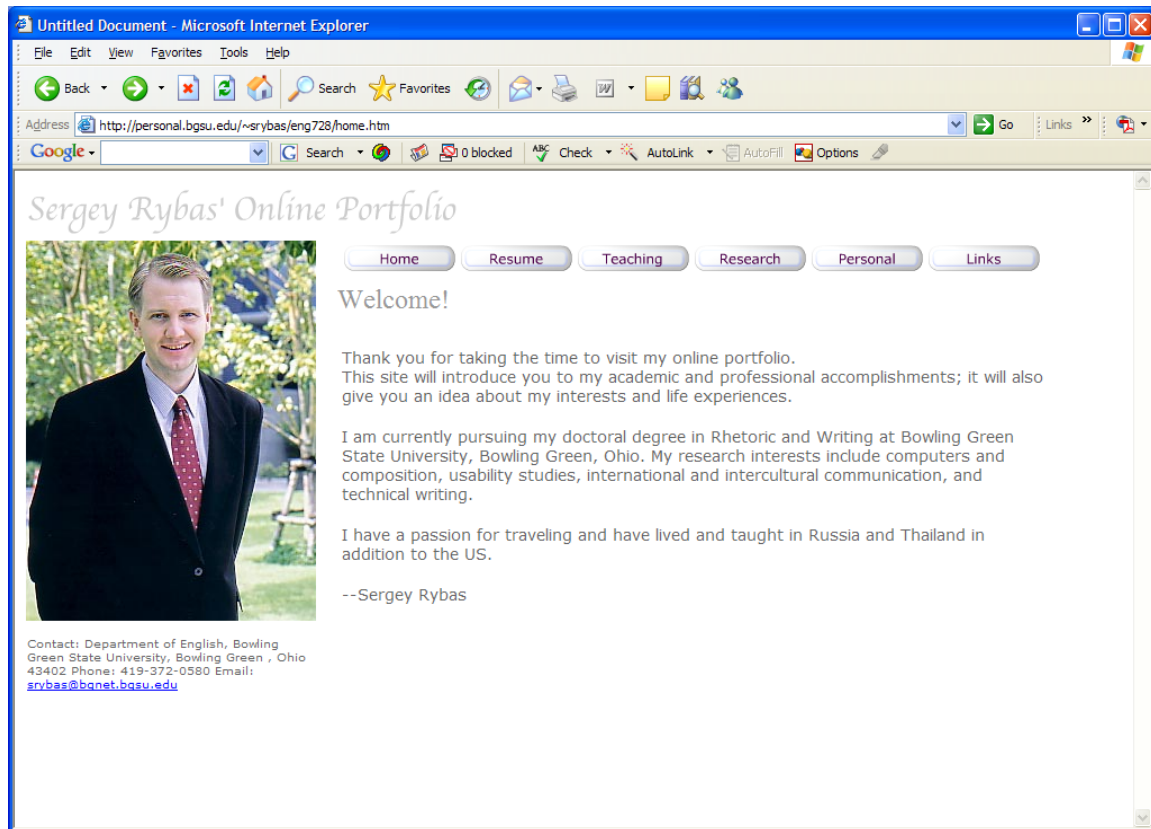 Untitled Document - Microsoft Internet Explorer
File Edit View Favorites Tools Help
Back Search Favorites
Address http://personal.bgsu.edu/~srybas/eng728/home.htm Go Links »
Google Search 0 blocked ABC Check AutoLink AutoFill Options
Sergey Rybas' Online Portfolio
Home Resume Teaching Research Personal Links
Welcome!
Thank you for taking the time to visit my online portfolio.
This site will introduce you to my academic and professional accomplishments; it will also
give you an idea about my interests and life experiences.
I am currently pursuing my doctoral degree in Rhetoric and Writing at Bowling Green
State University, Bowling Green, Ohio. My research interests include computers and
composition, usability studies, international and intercultural communication, and
technical writing.
I have a passion for traveling and have lived and taught in Russia and Thailand in
addition to the US.
--Sergey Rybas
Contact: Department of English, Bowling
Green State University, Bowling Green , Ohio
43402 Phone: 419-372-0580 Email:
srybas@bgnet.bgsu.edu